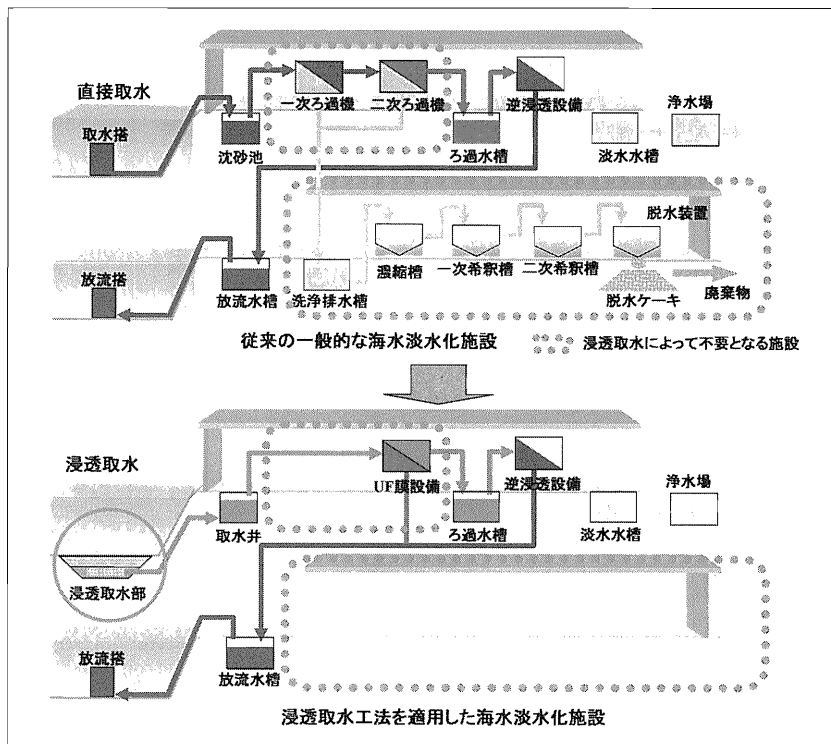 直接取水
取水搭
沈砂池
一次ろ過機
二次ろ過機
ろ過水槽
逆浸透設備
淡水水槽
浄水場
放流搭
放流水槽
洗浄排水槽
濃縮槽
一次希釈槽
二次希釈槽
脱水装置
脱水ケーキ
廃棄物
従来の一般的な海水淡水化施設
浸透取水によって不要となる施設
浸透取水
浸透取水部
取水井
UF膜設備
ろ過水槽
逆浸透設備
淡水水槽
浄水場
放流搭
放流水槽
浸透取水工法を適用した海水淡水化施設